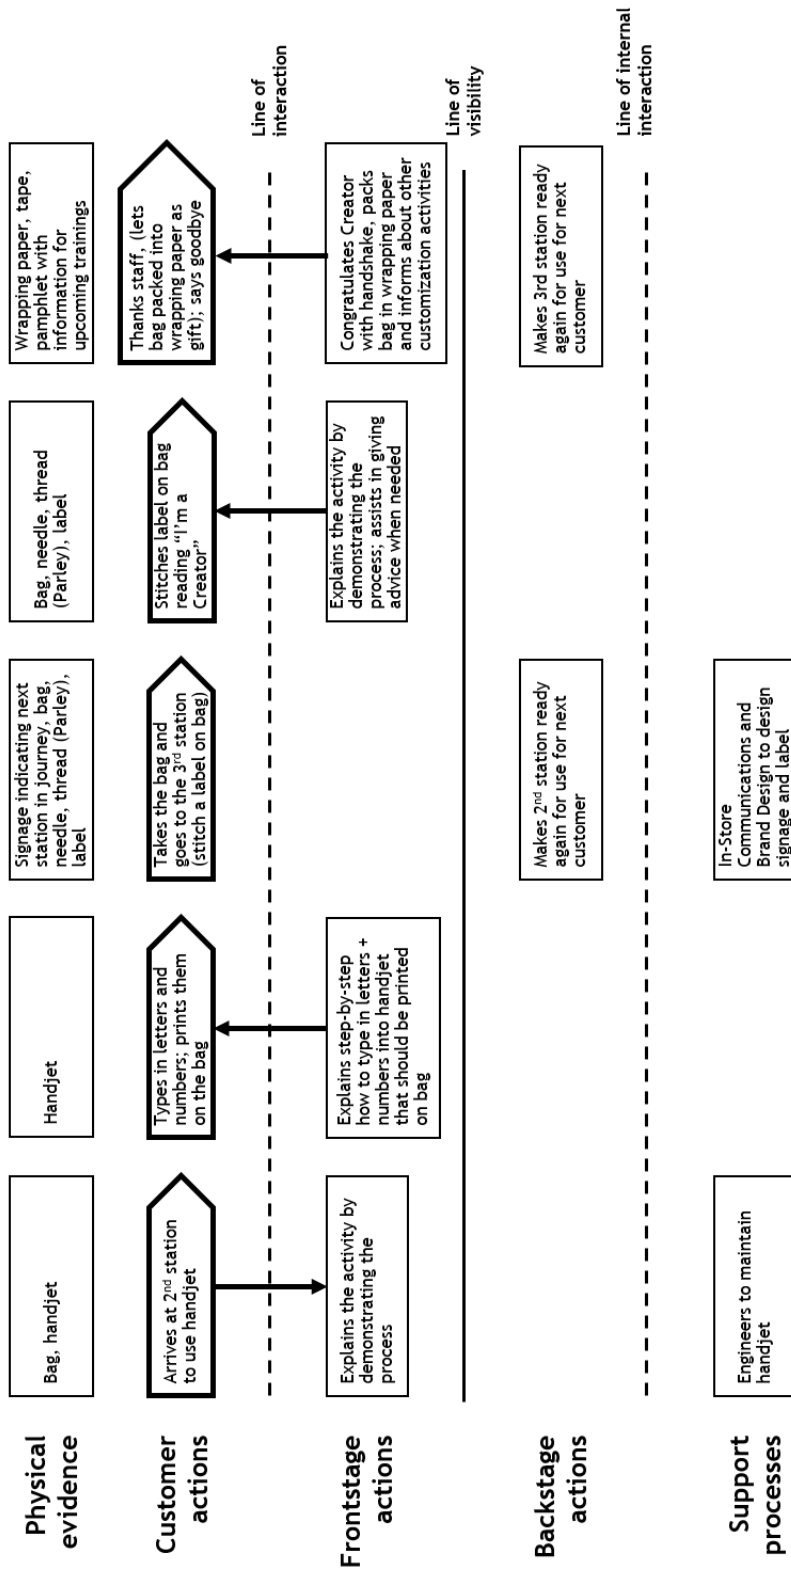 Physical
evidence
Bag, handjet
Handjet
Signage indicating next
station in journey, bag,
needle, thread (Parley),
label
Bag, needle, thread
(Parley), label
Wrapping paper, tape,
pamphlet with
information for
upcoming trainings
Customer
actions
Arrives at 2nd station
to use handjet
Types in letters and
numbers; prints them
on the bag
Takes the bag and
goes to the 3rd station
(stitch a label on bag)
Stitches label on bag
reading “I’m a
Creator”
Thanks staff, (lets
bag packed into
wrapping paper as
gift); says goodbye
Line of
interaction
Frontstage
actions
Explains the activity by
demonstrating the
process
Explains step-by-step
how to type in letters +
numbers into handjet
that should be printed
on bag
Explains the activity by
demonstrating the
process; assists in giving
advice when needed
Congratulates Creator
with handshake, packs
bag in wrapping paper
and informs about other
customization activities
Line of
visibility
Backstage
actions
Makes 2nd station ready
again for use for next
customer
Makes 3rd station ready
again for use for next
customer
Line of internal
interaction
Support
processes
Engineers to maintain
handjet
In-Store
Communications and
Brand Design to design
signage and label